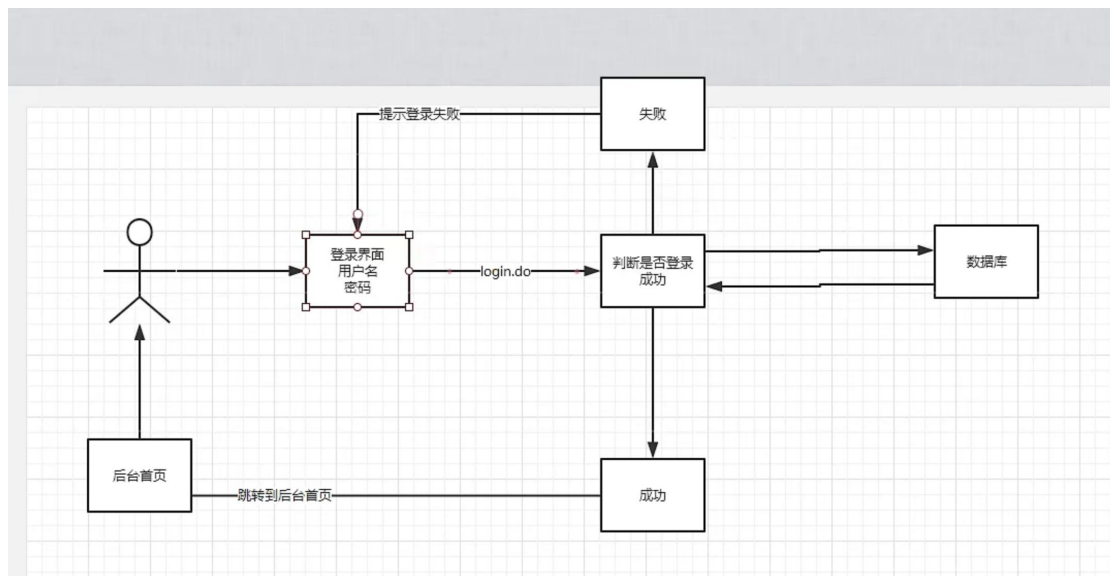 失败
提示登录失败
登录界面
用户名
密码
login.do
判断是否登录
成功
数据库
后台首页
跳转到后台首页
成功